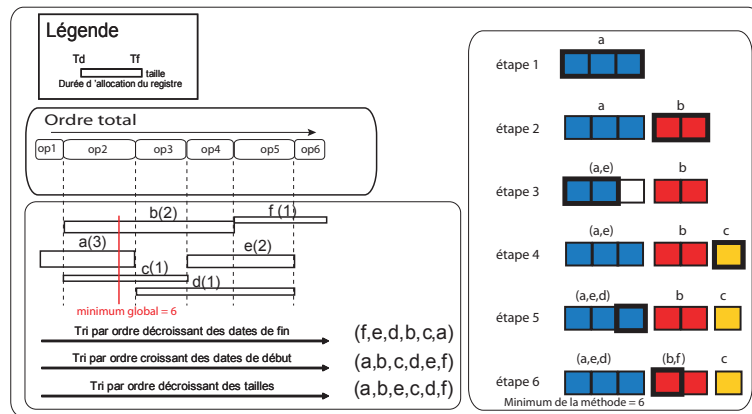 Légende
Td Tf
taille
Durée d 'allocation du registre
Ordre total
op1 op2 op3 op4 op5 op6
b(2)
f (1)
a(3)
e(2)
c(1)
d(1)
minimum global = 6
Tri par ordre décroissant des dates de fin
(f,e,d,b,c,a)
Tri par ordre croissant des dates de début
(a,b,c,d,e,f)
Tri par ordre décroissant des tailles
(a,b,e,c,d,f)
a
étape 1
a b
étape 2
(a,e) b
étape 3
(a,e) b c
étape 4
(a,e,d) b c
étape 5
(a,e,d) (b,f) c
étape 6
Minimum de la méthode = 6